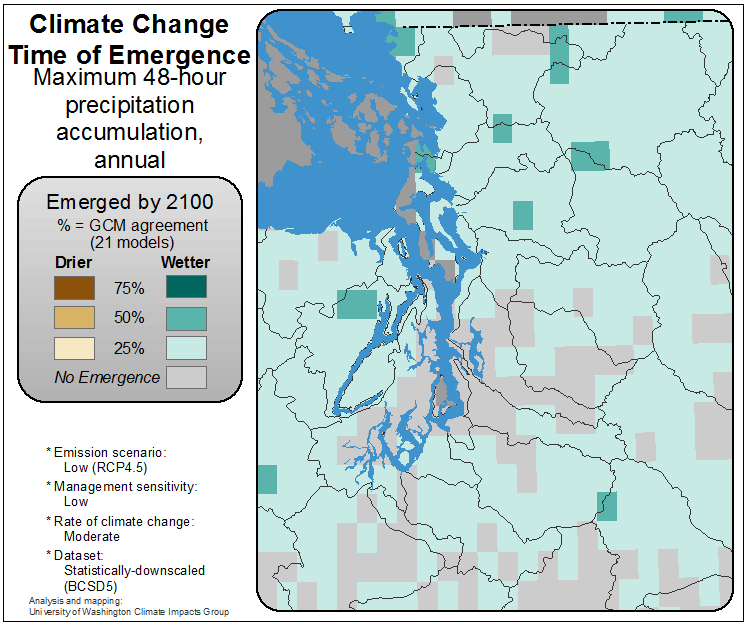 Climate Change
Time of Emergence
Maximum 48-hour
precipitation
accumulation,
annual
Emerged by 2100
% = GCM agreement
(21 models)
Drier Wetter
75%
50%
25%
No Emergence
* Emission scenario:
Low (RCP4.5)
* Management sensitivity:
Low
* Rate of climate change:
Moderate
* Dataset:
Statistically-downscaled
(BCSD5)
Analysis and mapping:
University of Washington Climate Impacts Group